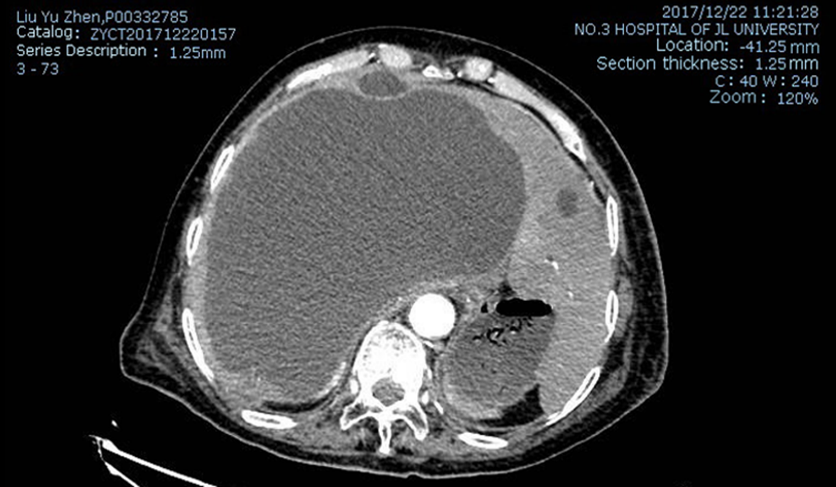 Liu Yu Zhen,P00332785
Catalog: ZYCT201712220157
Series Description : 1.25mm
3 - 73
2017/12/22 11:21:28
NO.3 HOSPITAL OF JL UNIVERSITY
Location: -41.25 mm
Section thickness: 1.25 mm
C: 40 W: 240
Zoom : 120%